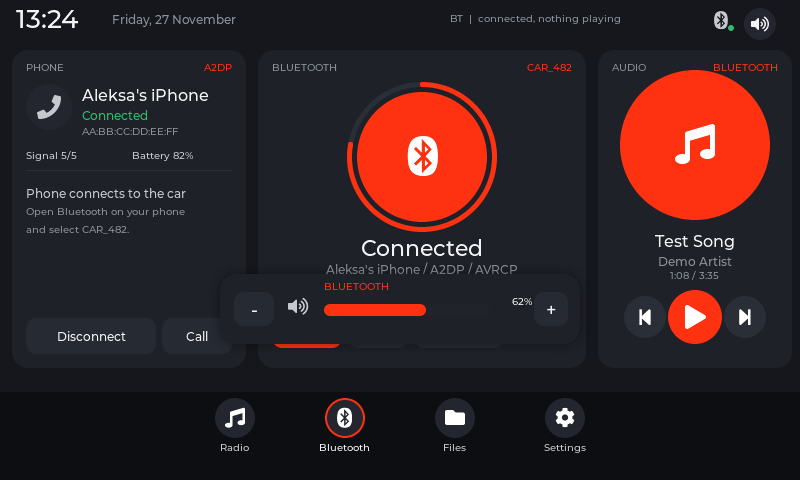 13:24
Friday, 27 November
BT | connected, nothing playing
PHONE
A2DP
Aleksa's iPhone
Connected
AA:BB:CC:DD:EE:FF
Signal 5/5
Battery 82%
Phone connects to the car
Open Bluetooth on your phone
and select CAR_482.
Disconnect
Call
BLUETOOTH
CAR_482
Connected
Aleksa's iPhone / A2DP / AVRCP
BLUETOOTH
-
62%
+
AUDIO
BLUETOOTH
Test Song
Demo Artist
1:08 / 3:35
Radio
Bluetooth
Files
Settings